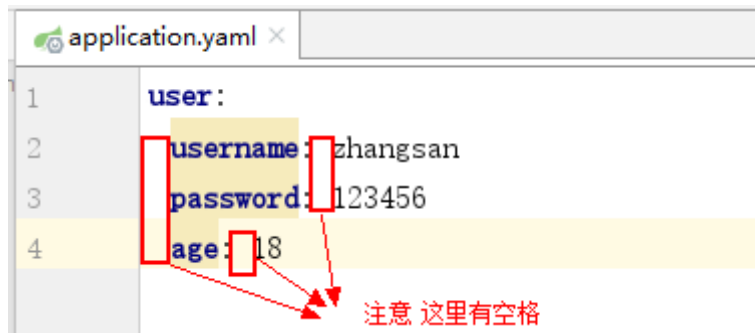 application.yaml ×
1 user:
2 username: zhangsan
3 password: 123456
4 age: 18
注意 这里有空格